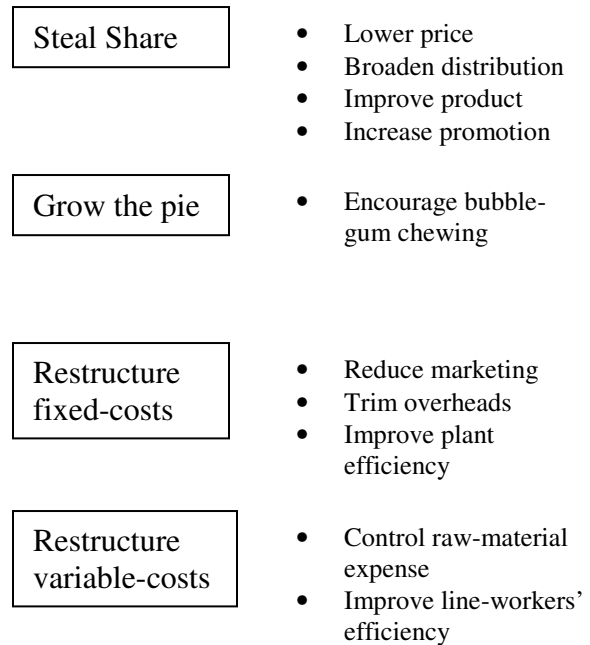 Steal Share
• Lower price
• Broaden distribution
• Improve product
• Increase promotion
Grow the pie
• Encourage bubble-
gum chewing
Restructure
fixed-costs
• Reduce marketing
• Trim overheads
• Improve plant
efficiency
Restructure
variable-costs
• Control raw-material
expense
• Improve line-workers'
efficiency